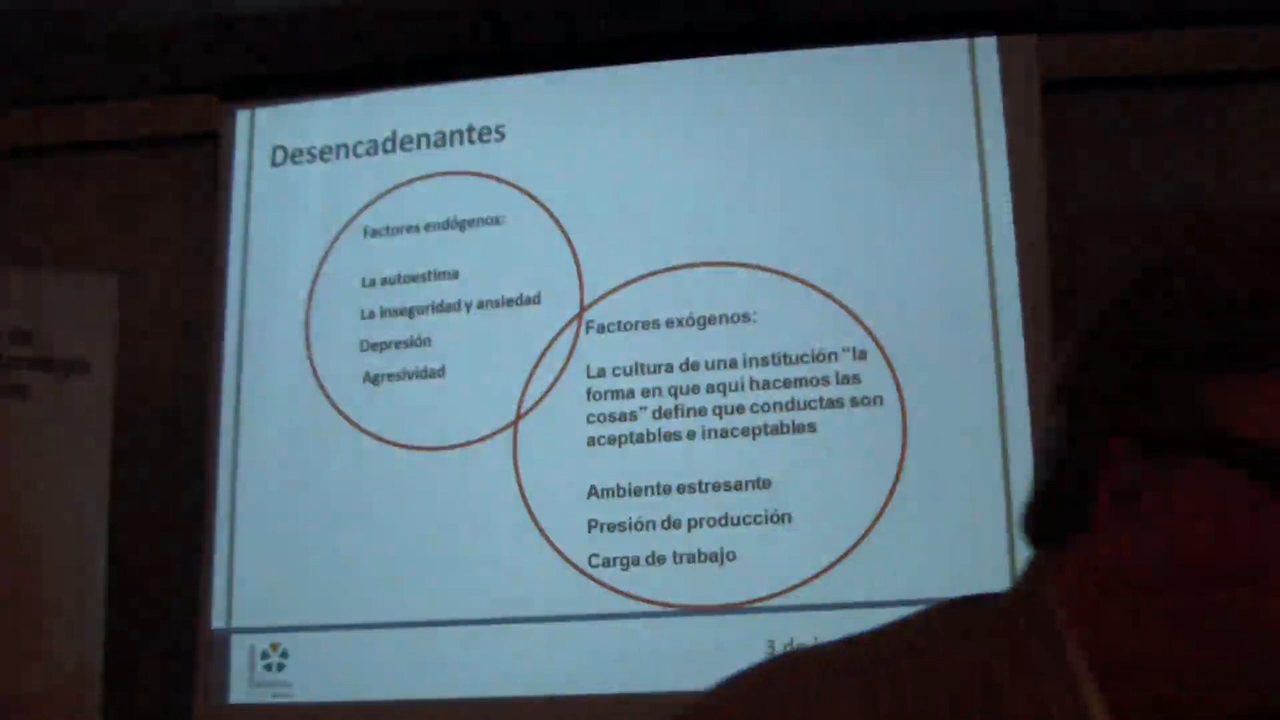 Desencadenantes
Factores endógenos:
La autoestima
La inseguridad y ansiedad
Depresión
Agresividad
Factores exógenos:
La cultura de una institución "la
forma en que aquí hacemos las
cosas" define que conductas son
aceptables e inaceptables
Ambiente estresante
Presión de producción
Carga de trabajo
3 de